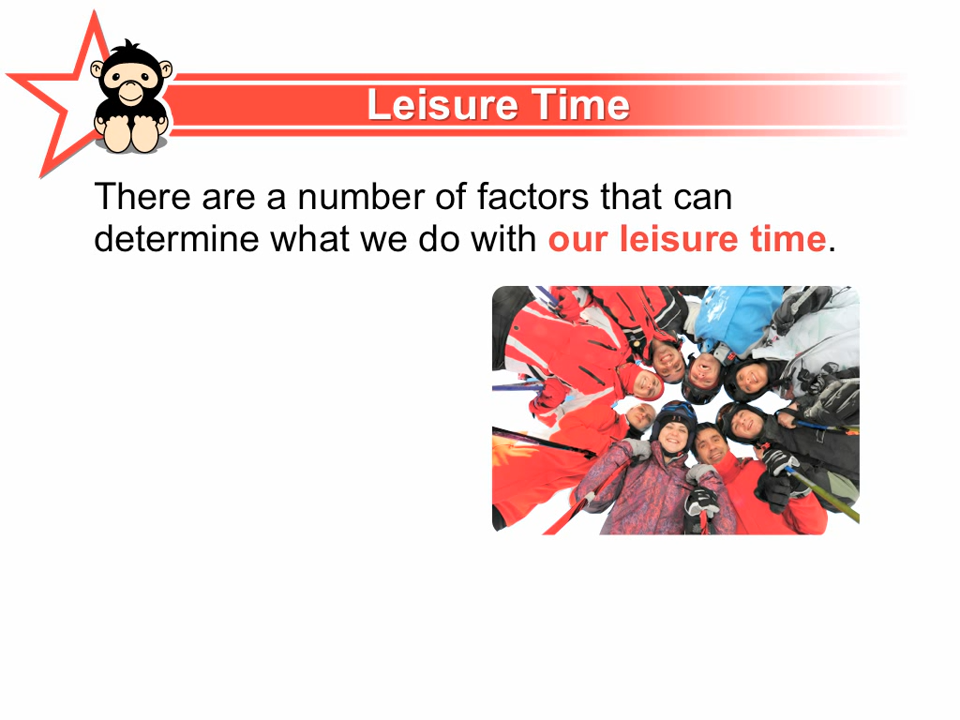 Leisure Time
There are a number of factors that can
determine what we do with our leisure time.